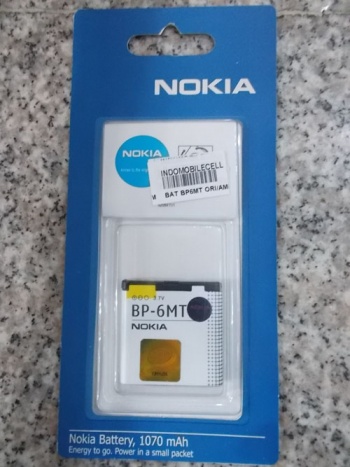 NOKIA
NOKIA
INDOMOBILECELL
BAT BP6MT ORI/AM
BP-6MT
NOKIA
Nokia Battery, 1070 mAh
Energy to go. Power in a small packet